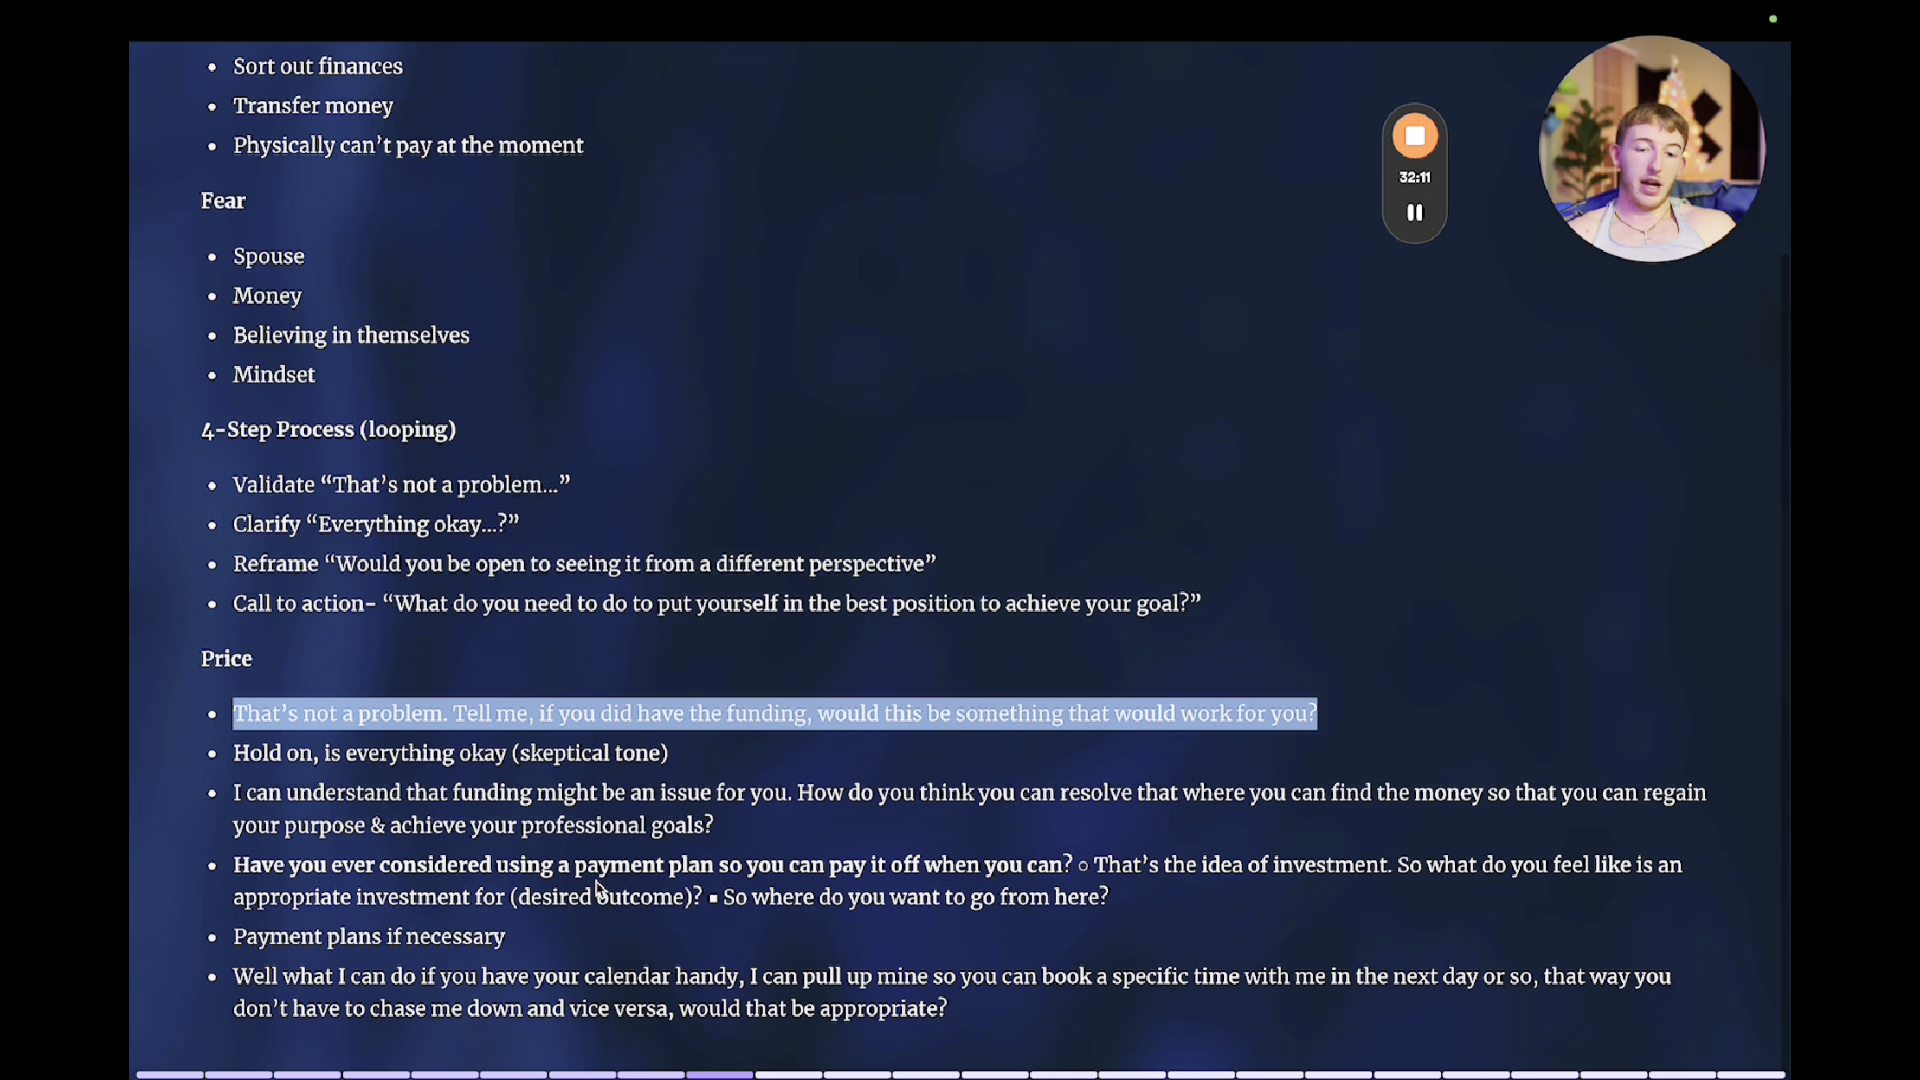 Sort out finances
Transfer money
Physically can’t pay at the moment
Fear
Spouse
Money
Believing in themselves
Mindset
4-Step Process (looping)
Validate “That’s not a problem...”
Clarify “Everything okay...?”
Reframe “Would you be open to seeing it from a different perspective”
Call to action- “What do you need to do to put yourself in the best position to achieve your goal?”
Price
That’s not a problem. Tell me, if you did have the funding, would this be something that would work for you?
Hold on, is everything okay (skeptical tone)
I can understand that funding might be an issue for you. How do you think you can resolve that where you can find the money so that you can regain
your purpose & achieve your professional goals?
Have you ever considered using a payment plan so you can pay it off when you can? ○ That’s the idea of investment. So what do you feel like is an
appropriate investment for (desired outcome)? ▪ So where do you want to go from here?
Payment plans if necessary
Well what I can do if you have your calendar handy, I can pull up mine so you can book a specific time with me in the next day or so, that way you
don’t have to chase me down and vice versa, would that be appropriate?
32:11